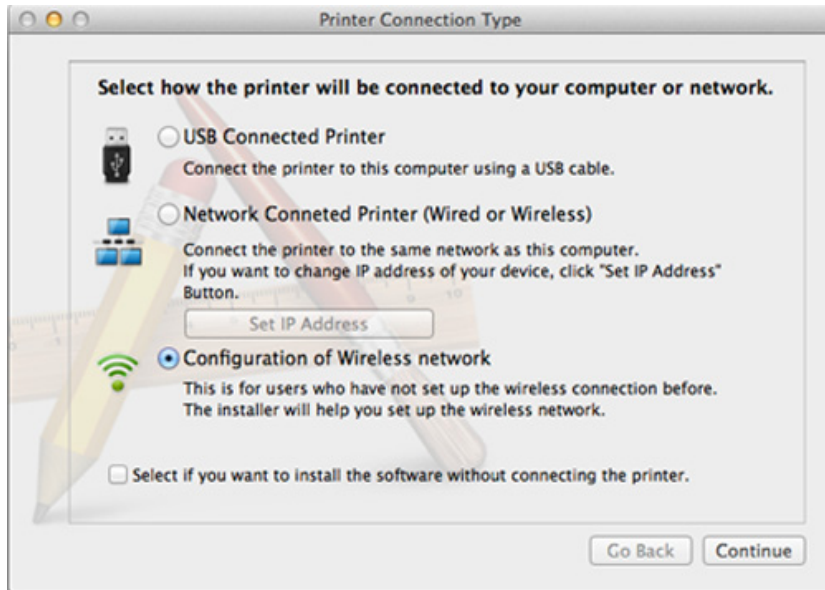 Printer Connection Type
Select how the printer will be connected to your computer or network.
USB Connected Printer
Connect the printer to this computer using a USB cable.
Network Conneted Printer (Wired or Wireless)
Connect the printer to the same network as this computer.
If you want to change IP address of your device, click "Set IP Address"
Button.
Set IP Address
Configuration of Wireless network
This is for users who have not set up the wireless connection before.
The installer will help you set up the wireless network.
Select if you want to install the software without connecting the printer.
Go Back Continue